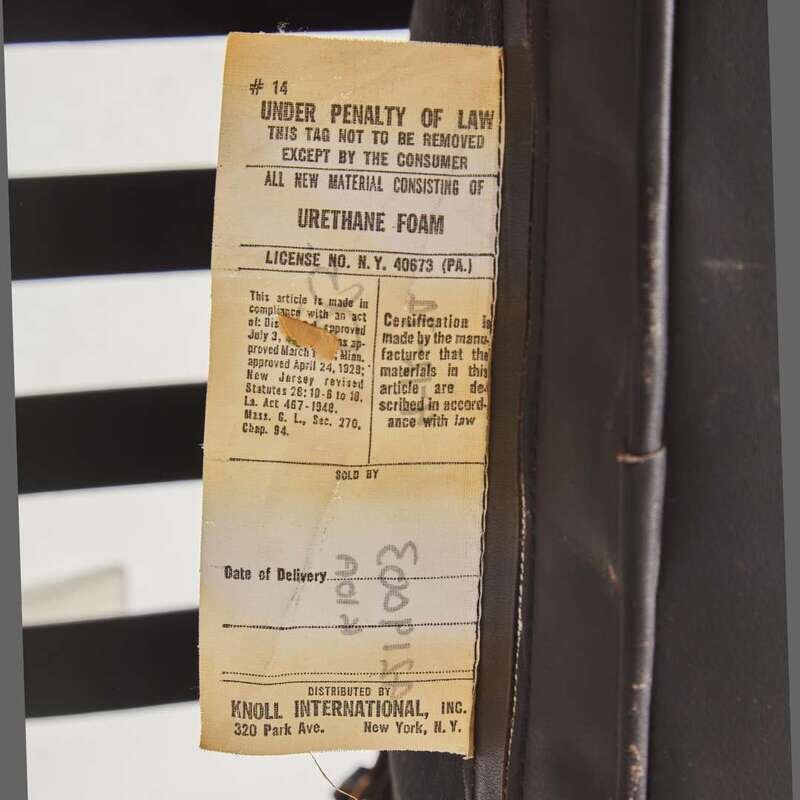 # 14
UNDER PENALTY OF LAW
THIS TAG NOT TO BE REMOVED
EXCEPT BY THE CONSUMER
ALL NEW MATERIAL CONSISTING OF
URETHANE FOAM
LICENSE NO. N.Y. 40673 (PA.)
This article is made in
compliance with an act
of: approved
July 3,
proved March Minn.
approved April 24, 1929;
New Jersey revised
Statutes 26: 10-6 to 18.
La. Act 467-1948.
Mass. G. L., Sec. 270,
Chap. 94.
Certification is
made by the manu-
facturer that the
materials in this
article are de-
scribed in accord-
ance with law
SOLD BY
Date of Delivery
DISTRIBUTED BY
KNOLL INTERNATIONAL, INC.
320 Park Ave. New York, N. Y.